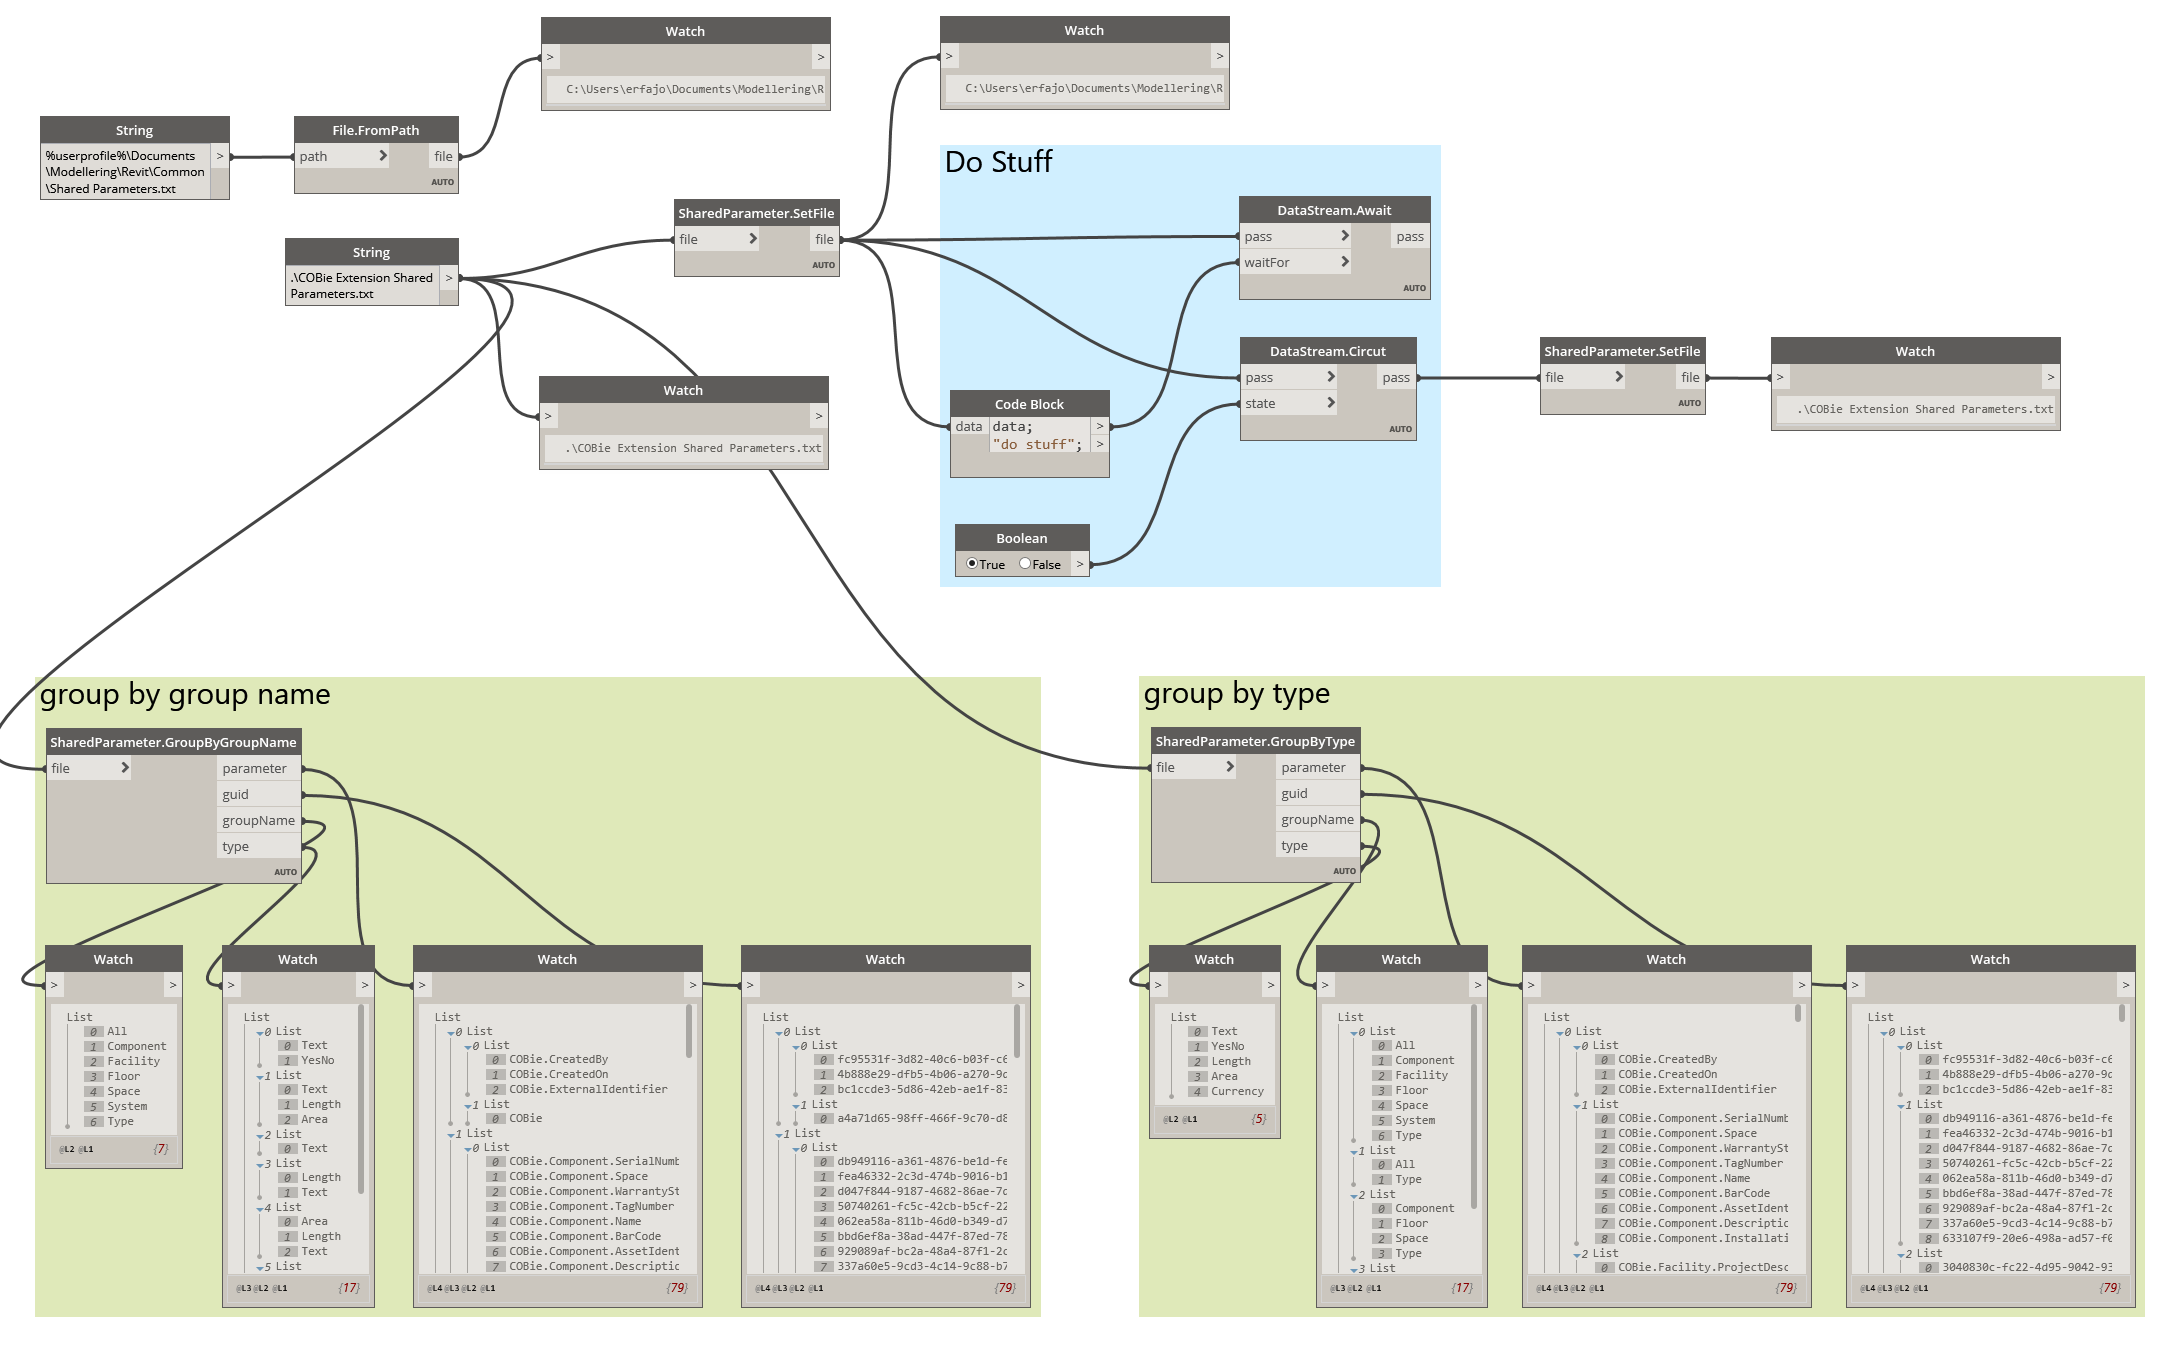 Watch
>
>
C:\Users\erfajo\Documents\Modellering\R
Watch
>
>
C:\Users\erfajo\Documents\Modellering\R
String
%userprofile%\Documents
\Modellering\Revit\Common
\Shared Parameters.txt
>
File.FromPath
path
file
AUTO
String
.\COBie Extension Shared
Parameters.txt
>
SharedParameter.SetFile
file
file
AUTO
Watch
>
>
.\COBie Extension Shared Parameters.txt
Do Stuff
DataStream.Await
pass
pass
waitFor
AUTO
DataStream.Circut
pass
pass
state
AUTO
Code Block
data
data;
>
"do stuff";
>
Boolean
True
False
>
SharedParameter.SetFile
file
file
AUTO
Watch
>
>
.\COBie Extension Shared Parameters.txt
group by group name
SharedParameter.GroupByGroupName
file
parameter
guid
groupName
type
AUTO
Watch
>
>
List
0 All
1 Component
2 Facility
3 Floor
4 Space
5 System
6 Type
@L2 @L1
{7}
Watch
>
>
List
0 List
0 Text
1 YesNo
1 List
0 Text
1 Length
2 Area
2 List
0 Text
3 List
0 Length
1 Text
4 List
0 Area
1 Length
2 Text
5 List
@L3 @L2 @L1
{17}
Watch
>
>
List
0 List
0 List
0 COBie.CreatedBy
1 COBie.CreatedOn
2 COBie.ExternalIdentifier
1 List
0 COBie
1 List
0 List
0 COBie.Component.SerialNumb
1 COBie.Component.Space
2 COBie.Component.WarrantySt
3 COBie.Component.TagNumber
4 COBie.Component.Name
5 COBie.Component.BarCode
6 COBie.Component.AssetIdent
7 COBie.Component.Descriptic
@L4 @L3 @L2 @L1
{79}
Watch
>
>
List
0 List
0 List
0 fc95531f-3d82-40c6-b03f-c6
1 4b888e29-dfb5-4b06-a270-9c
2 bc1ccde3-5d86-42eb-ae1f-83
1 List
0 a4a71d65-98ff-466f-9c70-d8
1 List
0 List
0 db949116-a361-4876-be1d-fe
1 fea46332-2c3d-474b-9016-b1
2 d047f844-9187-4682-86ae-7c
3 50740261-fc5c-42cb-b5cf-22
4 062ea58a-811b-46d0-b349-d7
5 bbd6ef8a-38ad-447f-87ed-78
6 929089af-bc2a-48a4-87f1-2c
7 337a60e5-9cd3-4c14-9c88-b7
@L4 @L3 @L2 @L1
{79}
group by type
SharedParameter.GroupByType
file
parameter
guid
groupName
type
AUTO
Watch
>
>
List
0 Text
1 YesNo
2 Length
3 Area
4 Currency
@L2 @L1
{5}
Watch
>
>
List
0 List
0 All
1 Component
2 Facility
3 Floor
4 Space
5 System
6 Type
1 List
0 All
1 Type
2 List
0 Component
1 Floor
2 Space
3 Type
3 List
@L3 @L2 @L1
{17}
Watch
>
>
List
0 List
0 List
0 COBie.CreatedBy
1 COBie.CreatedOn
2 COBie.ExternalIdentifier
1 List
0 COBie.Component.SerialNumb
1 COBie.Component.Space
2 COBie.Component.WarrantySt
3 COBie.Component.TagNumber
4 COBie.Component.Name
5 COBie.Component.BarCode
6 COBie.Component.AssetIdent
7 COBie.Component.Descriptic
8 COBie.Component.Installati
2 List
0 COBie.Facility.ProjectDesc
@L4 @L3 @L2 @L1
{79}
Watch
>
>
List
0 List
0 List
0 fc95531f-3d82-40c6-b03f-c6
1 4b888e29-dfb5-4b06-a270-9c
2 bc1ccde3-5d86-42eb-ae1f-83
1 List
0 db949116-a361-4876-be1d-fe
1 fea46332-2c3d-474b-9016-b1
2 d047f844-9187-4682-86ae-7c
3 50740261-fc5c-42cb-b5cf-22
4 062ea58a-811b-46d0-b349-d7
5 bbd6ef8a-38ad-447f-87ed-78
6 929089af-bc2a-48a4-87f1-2c
7 337a60e5-9cd3-4c14-9c88-b7
8 633107f9-20e6-498a-ad57-f0
2 List
0 3040830c-fc22-4d95-9042-93
@L4 @L3 @L2 @L1
{79}